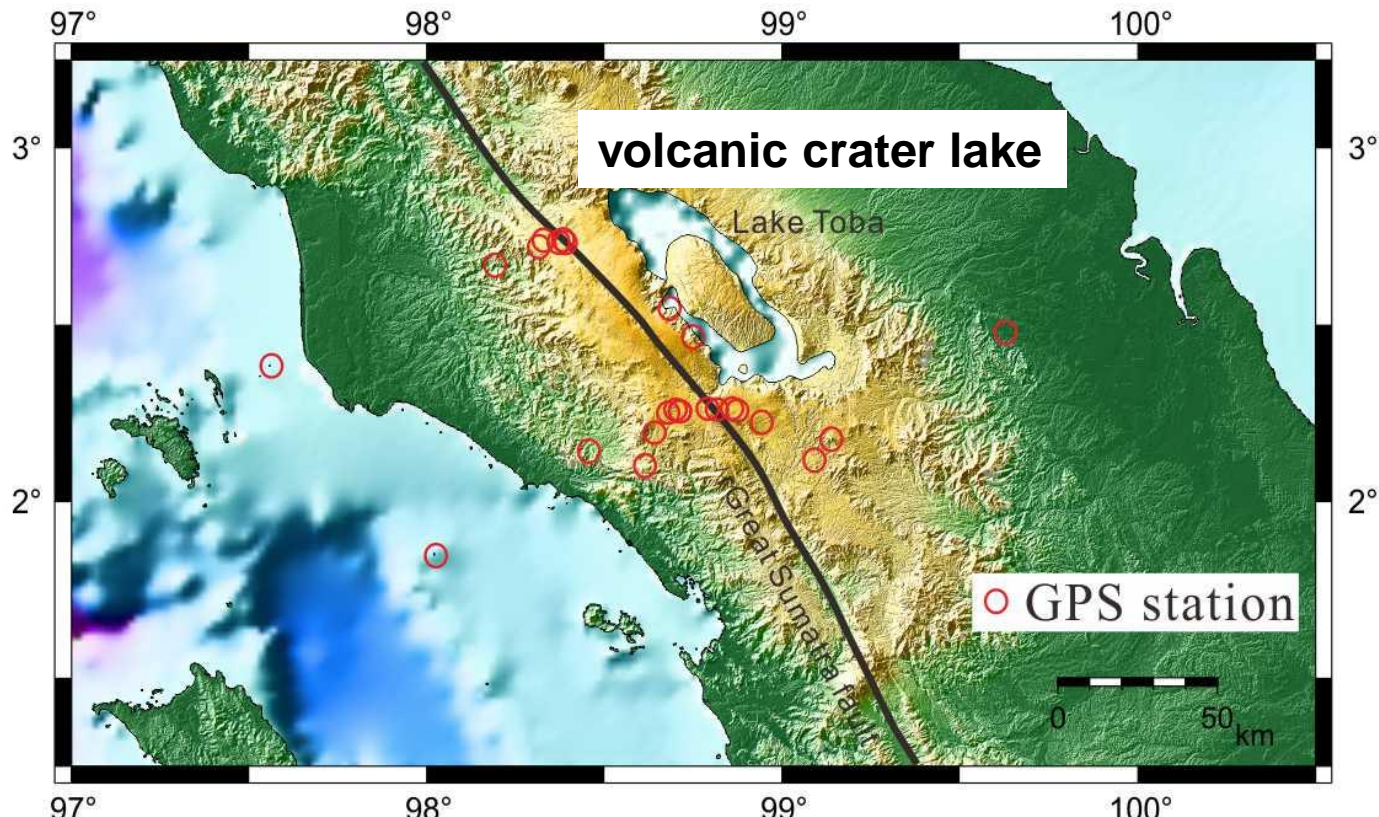 97° 98° 99° 100°
3° 3°
volcanic crater lake
Lake Toba
2° 2°
Great Sumatra fault
GPS station
0 50 km
97° 98° 99° 100°